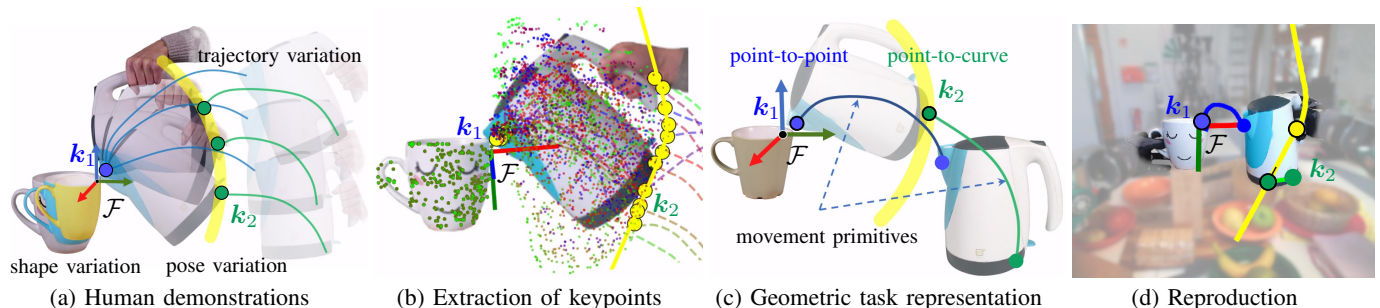 trajectory variation
k₁
k₂
F
shape variation
pose variation
(a) Human demonstrations
k₁
F
k₂
(b) Extraction of keypoints
point-to-point
point-to-curve
k₁
k₂
F
movement primitives
(c) Geometric task representation
k₁
F
k₂
(d) Reproduction